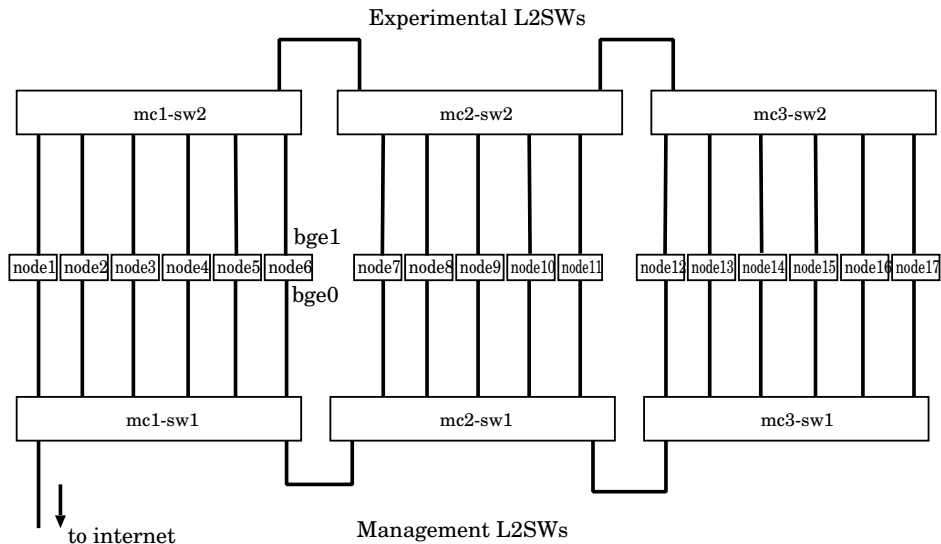 Experimental L2SWs
mc1-sw2 mc2-sw2 mc3-sw2
bge1
node1 node2 node3 node4 node5 node6 node7 node8 node9 node10 node11 node12 node13 node14 node15 node16 node17
bge0
mc1-sw1 mc2-sw1 mc3-sw1
Management L2SWs
to internet